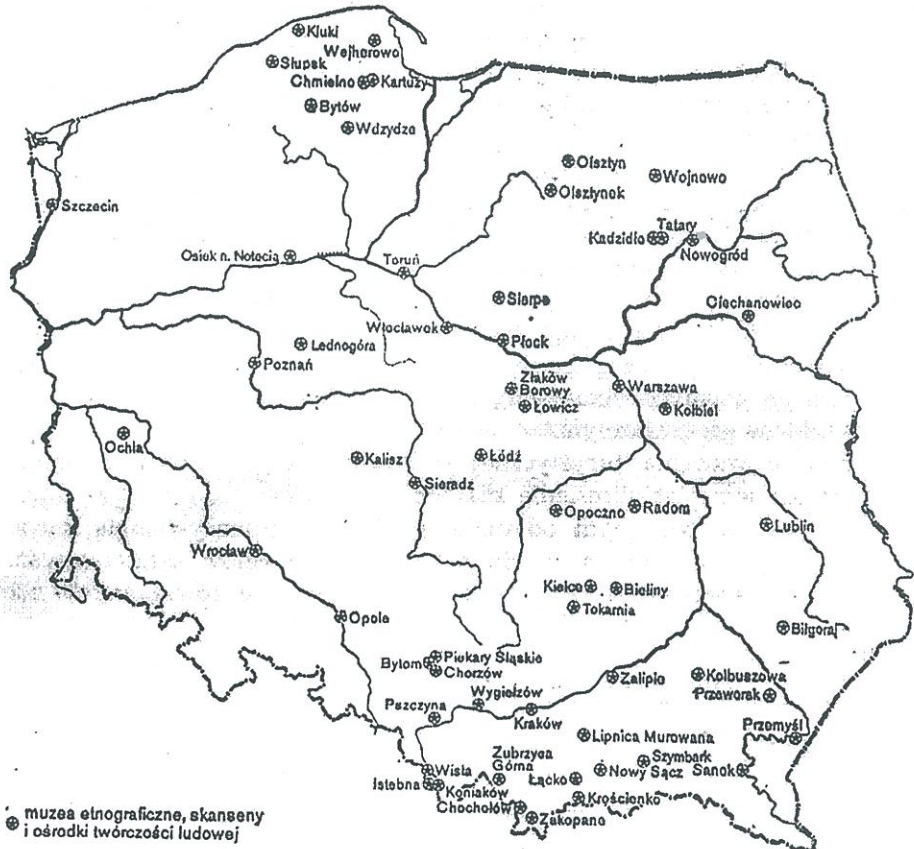 Kluki
Wejherowo
Słupsk
Chmielno
Kartuzy
Bytów
Wdzydze
Olsztyn
Wojnowo
Olsztynek
Szczecin
Tatary
Kadzidło
Nowogród
Osiek n. Notecią
Toruń
Sierpc
Ciechanowiec
Włocławek
Płock
Lednogóra
Poznań
Złaków
Borowy
Warszawa
Łowicz
Kołbiel
Ochla
Kalisz
Łódź
Sieradz
Opoczno
Radom
Lublin
Wrocław
Kielce
Bieliny
Tokarnia
Opole
Biłgoraj
Piekary Śląskie
Bytom
Chorzów
Zalipie
Kolbuszowa
Przeworsk
Wygiełzów
Pszczyna
Kraków
Przemyśl
Lipnica Murowana
Szymbark
Zubrzyca
Górna
Wisła
Łącko
Nowy Sącz
Sanok
Istebna
Koniaków
Chochołów
Krościenko
Zakopane
muzea etnograficzne, skanseny
i ośrodki twórczości ludowej